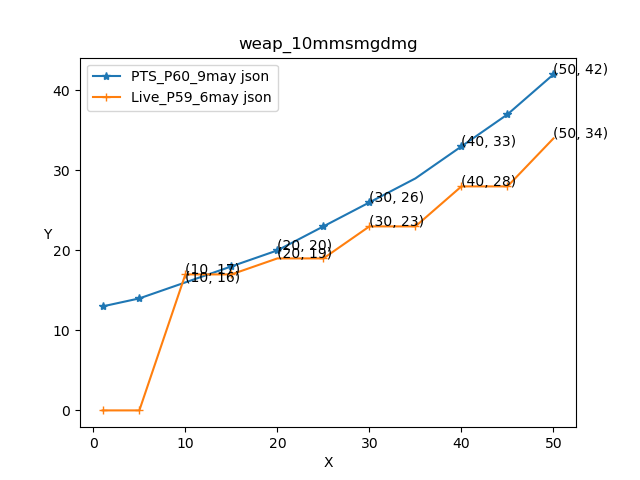 weap_10mmsmgdmg
PTS_P60_9may json
Live_P59_6may json
(50, 42)
(40, 33)
(50, 34)
(30, 26)
(40, 28)
(20, 20)
(30, 23)
(20, 19)
(10, 17)
(10, 16)
Y
40
30
20
10
0
0 10 20 30 40 50
X